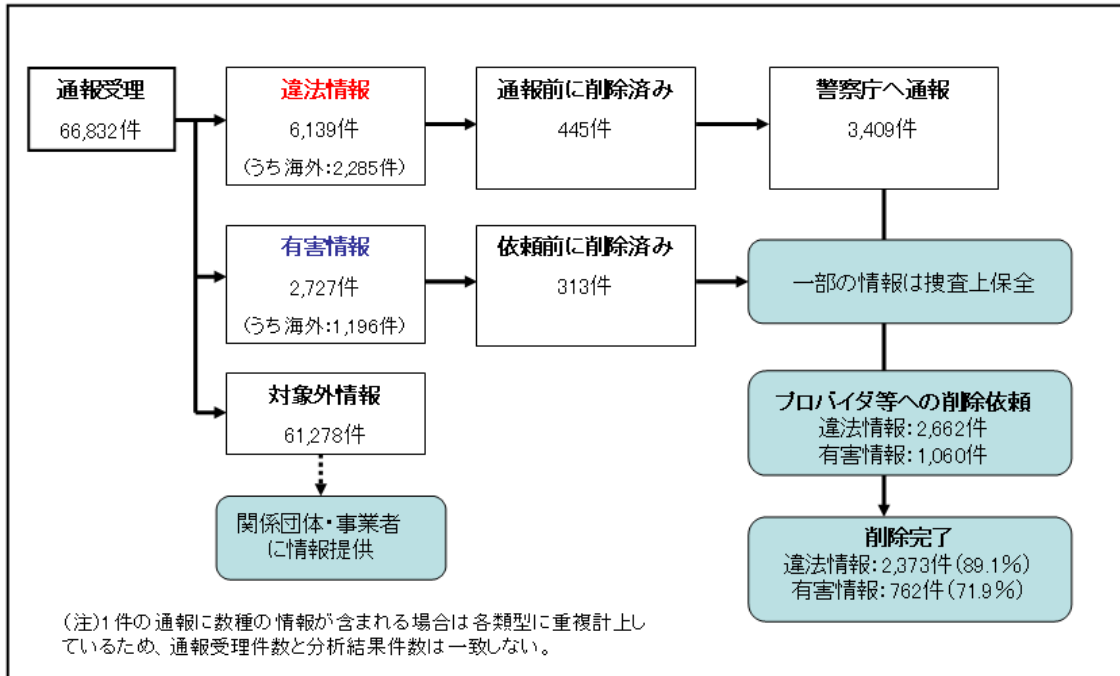 通報受理
66,832件
違法情報
6,139件
(うち海外:2,285件)
通報前に削除済み
445件
警察庁へ通報
3,409件
有害情報
2,727件
(うち海外:1,196件)
依頼前に削除済み
313件
一部の情報は捜査上保全
対象外情報
61,278件
プロバイダ等への削除依頼
違法情報:2,662件
有害情報:1,060件
関係団体・事業者
に情報提供
削除完了
違法情報:2,373件(89.1%)
有害情報:762件(71.9%)
(注)1件の通報に数種の情報が含まれる場合は各類型に重複計上し
ているため、通報受理件数と分析結果件数は一致しない。